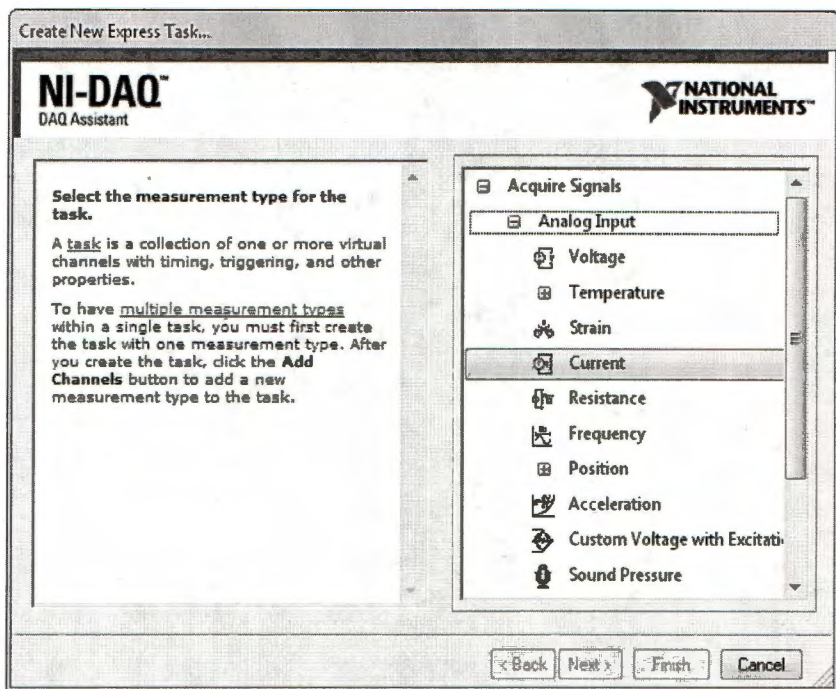 Create New Express Task...
NI-DAQ™
DAQ Assistant
NATIONAL
INSTRUMENTS™
Select the measurement type for the
task.
A task is a collection of one or more virtual
channels with timing, triggering, and other
properties.
To have multiple measurement types
within a single task, you must first create
the task with one measurement type. After
you create the task, click the Add
Channels button to add a new
measurement type to the task.
Acquire Signals
Analog Input
Voltage
Temperature
Strain
Current
Resistance
Frequency
Position
Acceleration
Custom Voltage with Excitati
Sound Pressure
< Back Next > Finish Cancel